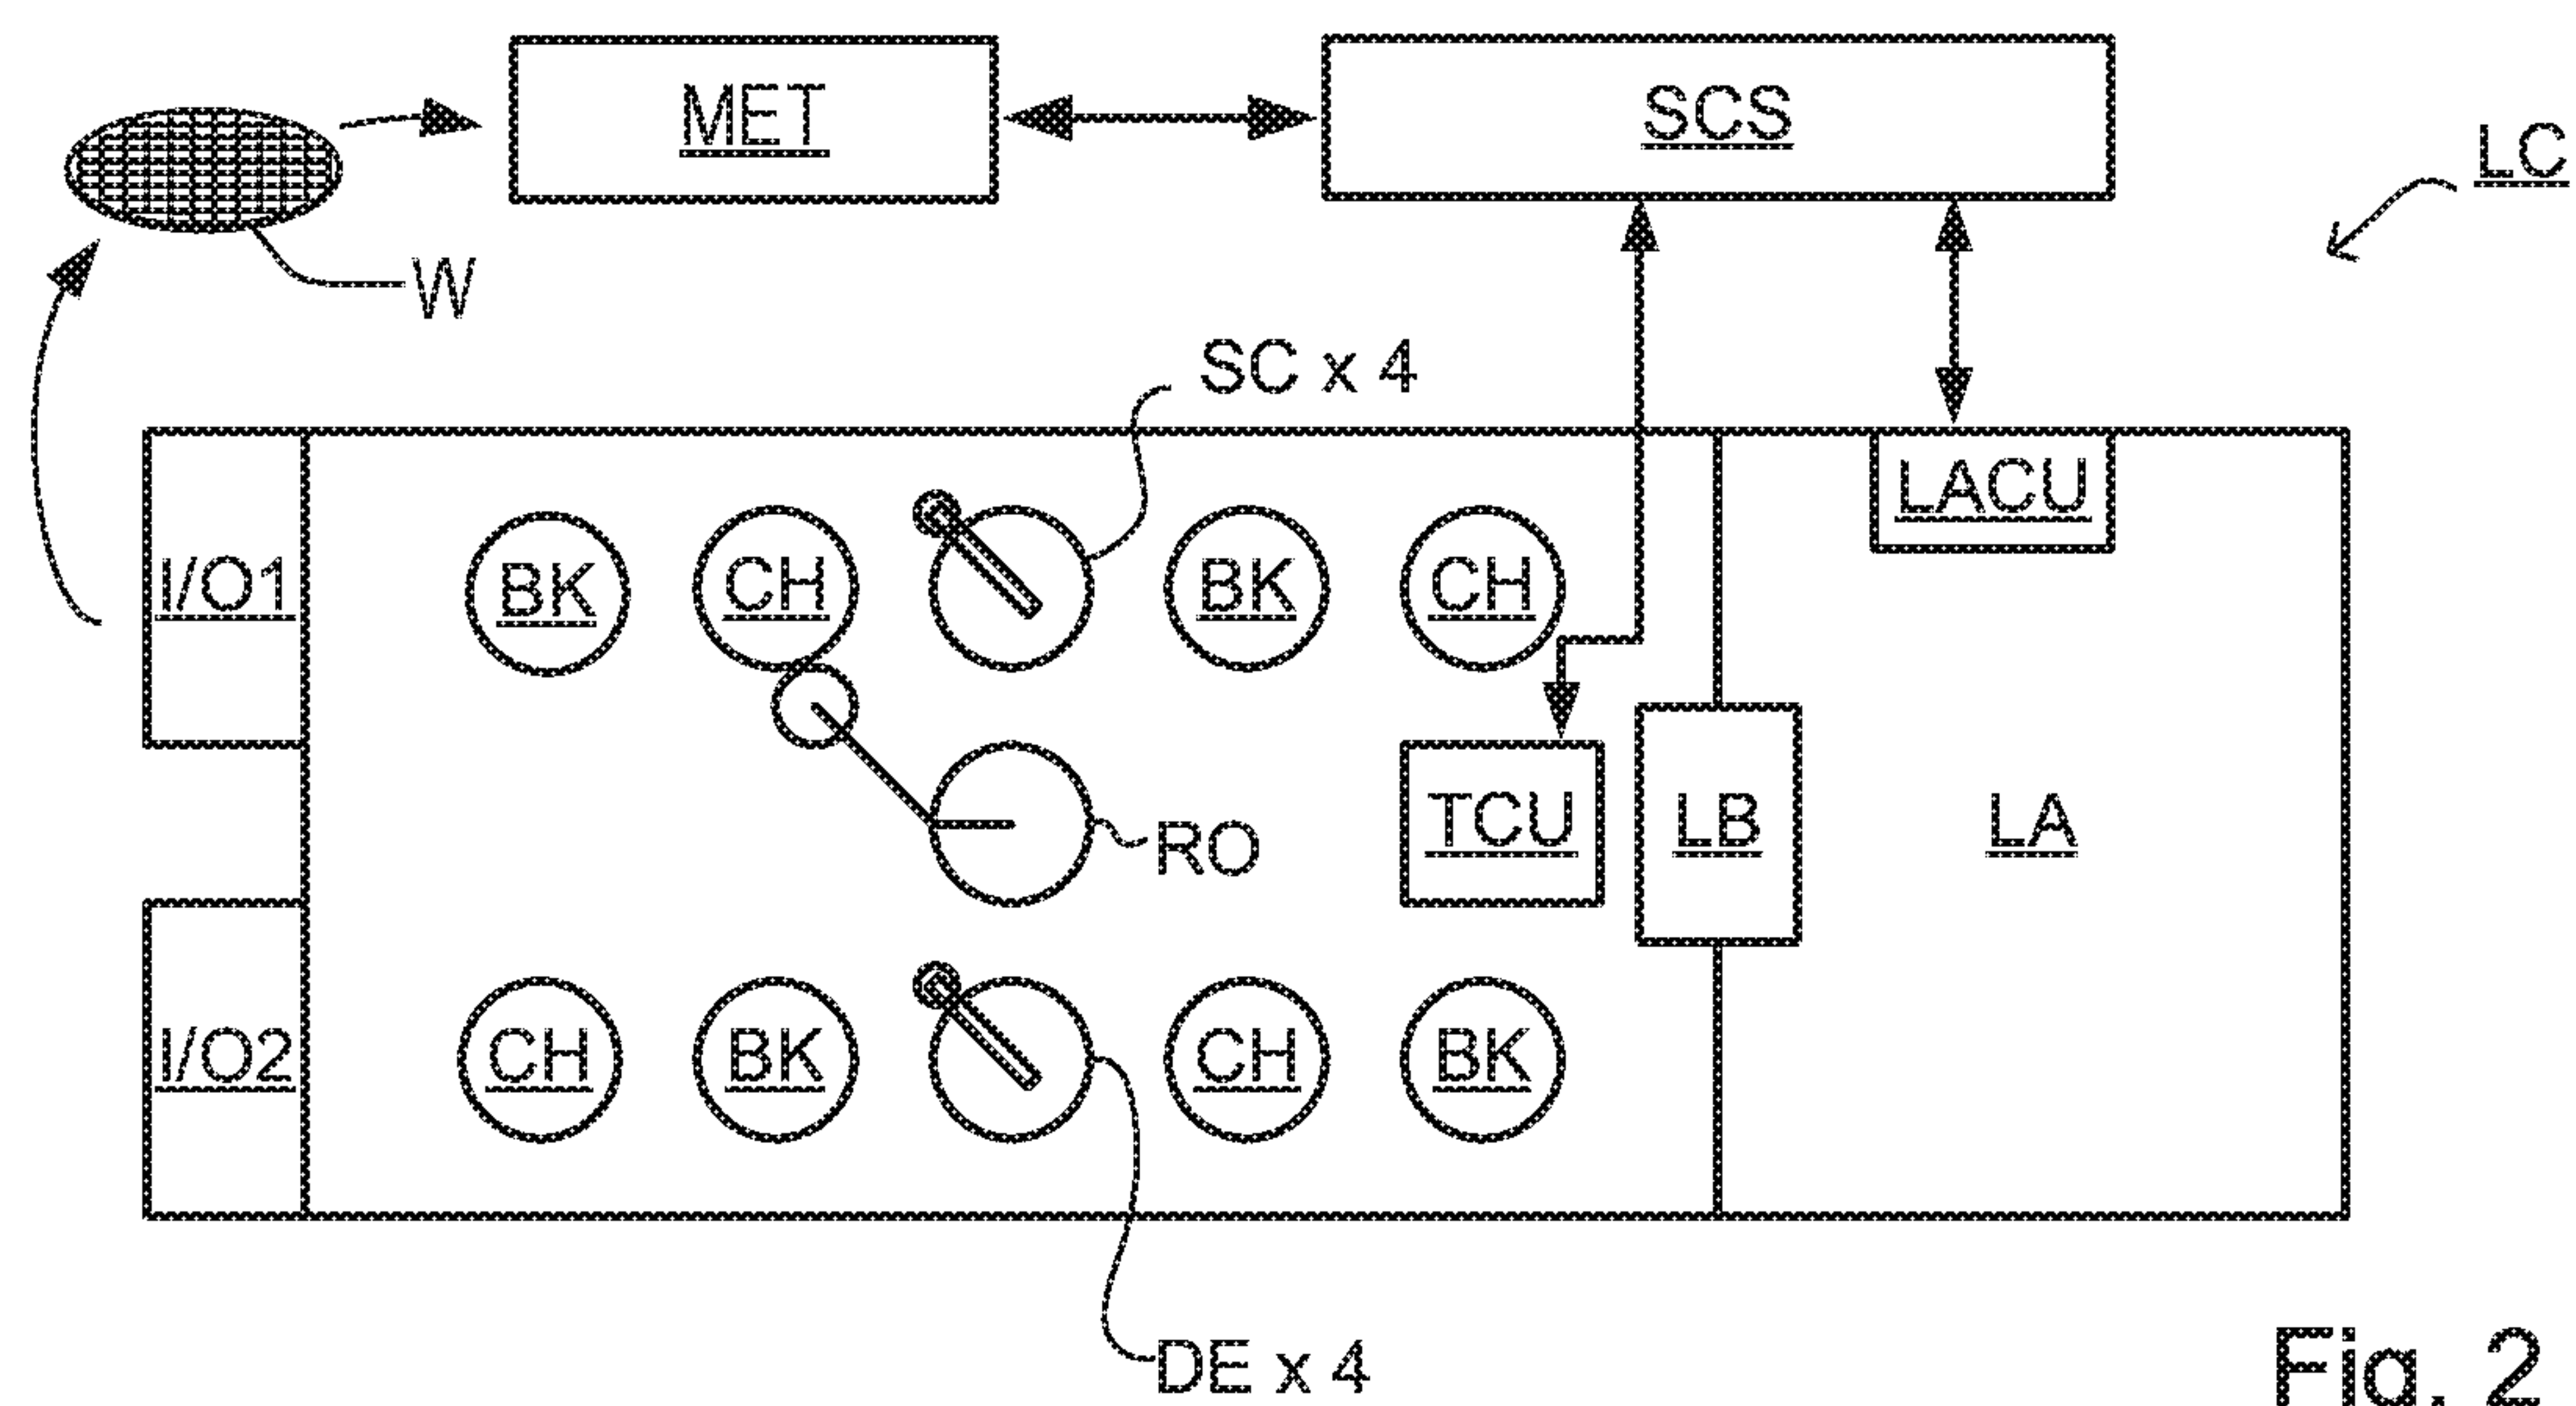 MET
SCS
LC
W
SC x 4
LACU
I/O1
BK
CH
BK
CH
TCU
LB
LA
RO
I/O2
CH
BK
CH
BK
DE x 4
Fig. 2